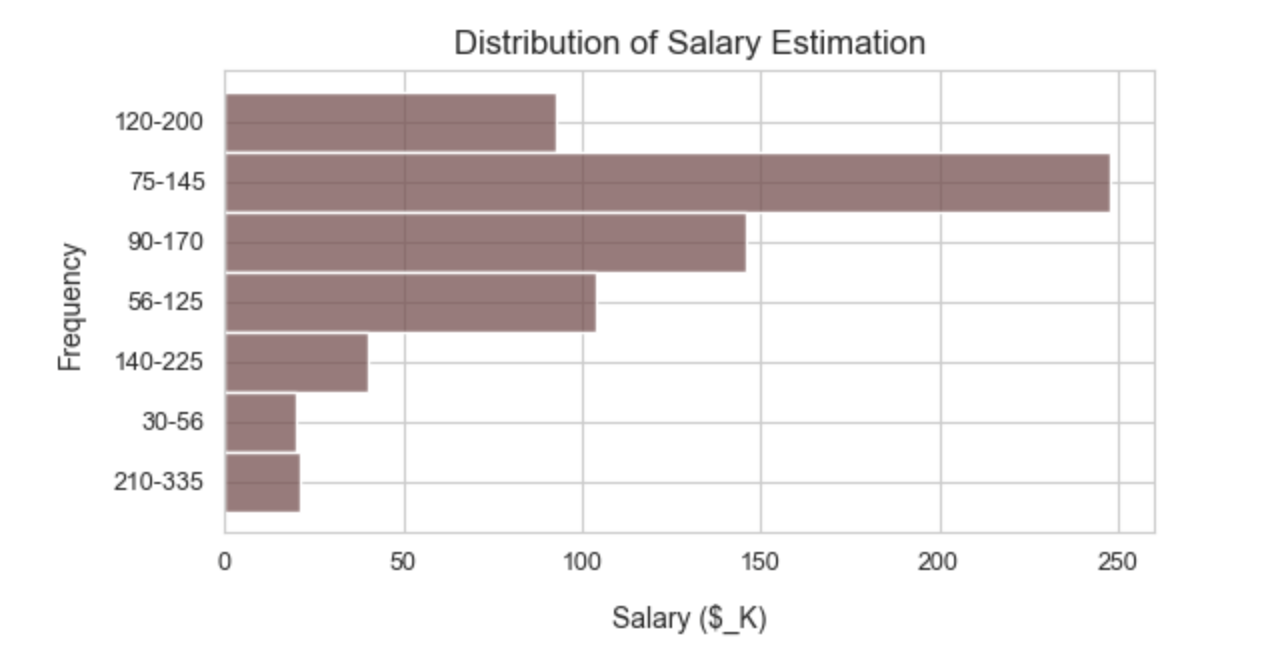 Distribution of Salary Estimation
120-200
75-145
90-170
56-125
140-225
30-56
210-335
Frequency
0 50 100 150 200 250
Salary ($_K)